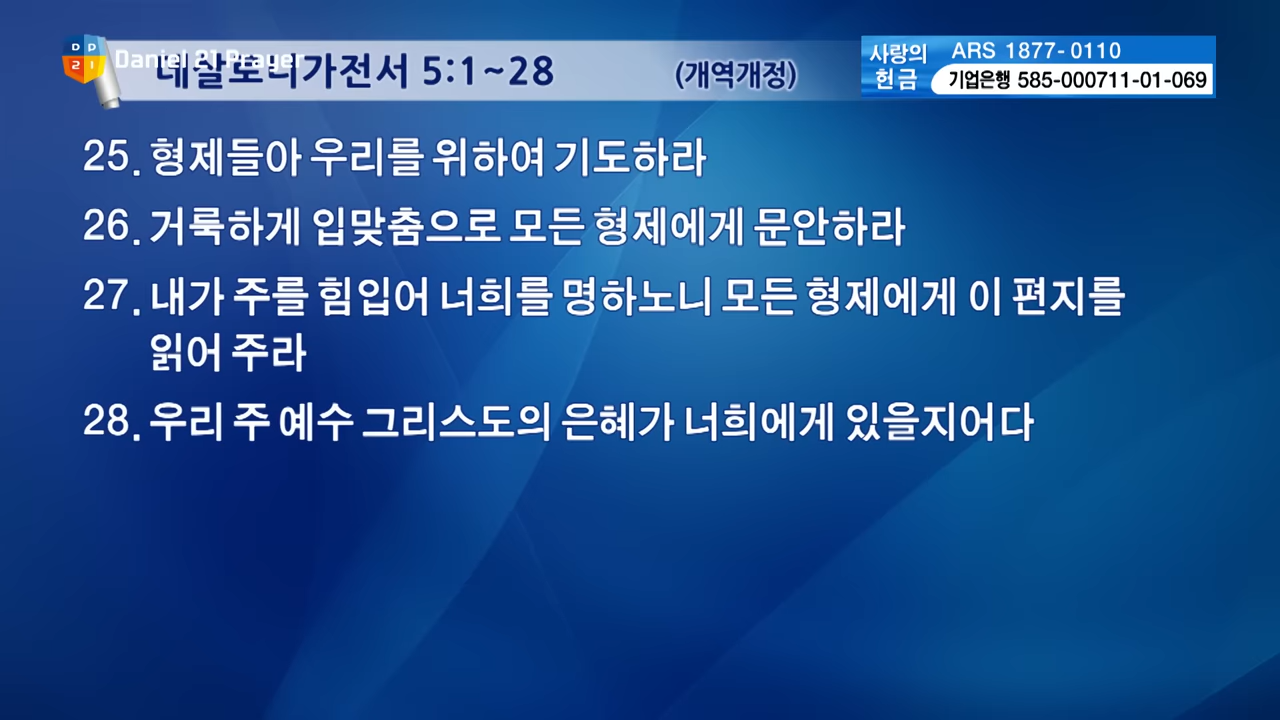 D D
2 1
Daniel 21 Prayer
데살로니가전서 5:1~28
(개역개정)
사랑의
헌금
ARS 1877-0110
기업은행 585-000711-01-069
25. 형제들아 우리를 위하여 기도하라
26. 거룩하게 입맞춤으로 모든 형제에게 문안하라
27. 내가 주를 힘입어 너희를 명하노니 모든 형제에게 이 편지를
읽어 주라
28. 우리 주 예수 그리스도의 은혜가 너희에게 있을지어다